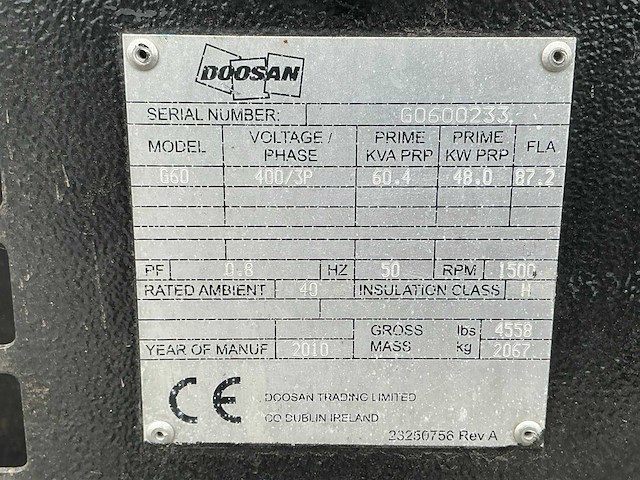 DOOSAN
SERIAL NUMBER: G0600233
MODEL VOLTAGE / PHASE PRIME KVA PRP PRIME KW PRP FLA
G60 400/3P 60.4 48.0 87.2
PF 0.8 HZ 50 RPM 1500
RATED AMBIENT 40 INSULATION CLASS H
GROSS lbs 4558
YEAR OF MANUF 2010 MASS kg 2067
CE
DOOSAN TRADING LIMITED
CO DUBLIN IRELAND
23250756 Rev A